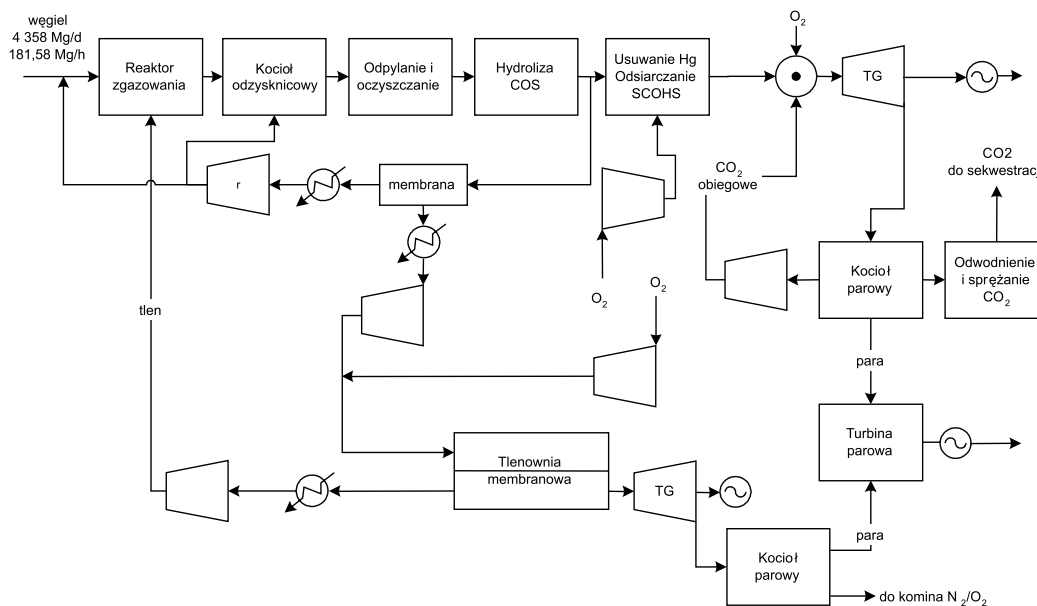 węgiel
4 358 Mg/d
181,58 Mg/h
Reaktor
zgazowania
Kocioł
odzysknicowy
Odpylanie i
oczyszczanie
Hydroliza
COS
Usuwanie Hg
Odsiarczanie
SCOHS
O₂
TG
r
membrana
CO₂
obiegowe
CO2
do sekwestracj
O₂
O₂
Kocioł
parowy
Odwodnienie
i sprężanie
CO₂
tlen
para
Turbina
parowa
Tlenownia
membranowa
TG
para
Kocioł
parowy
do komina N₂/O₂